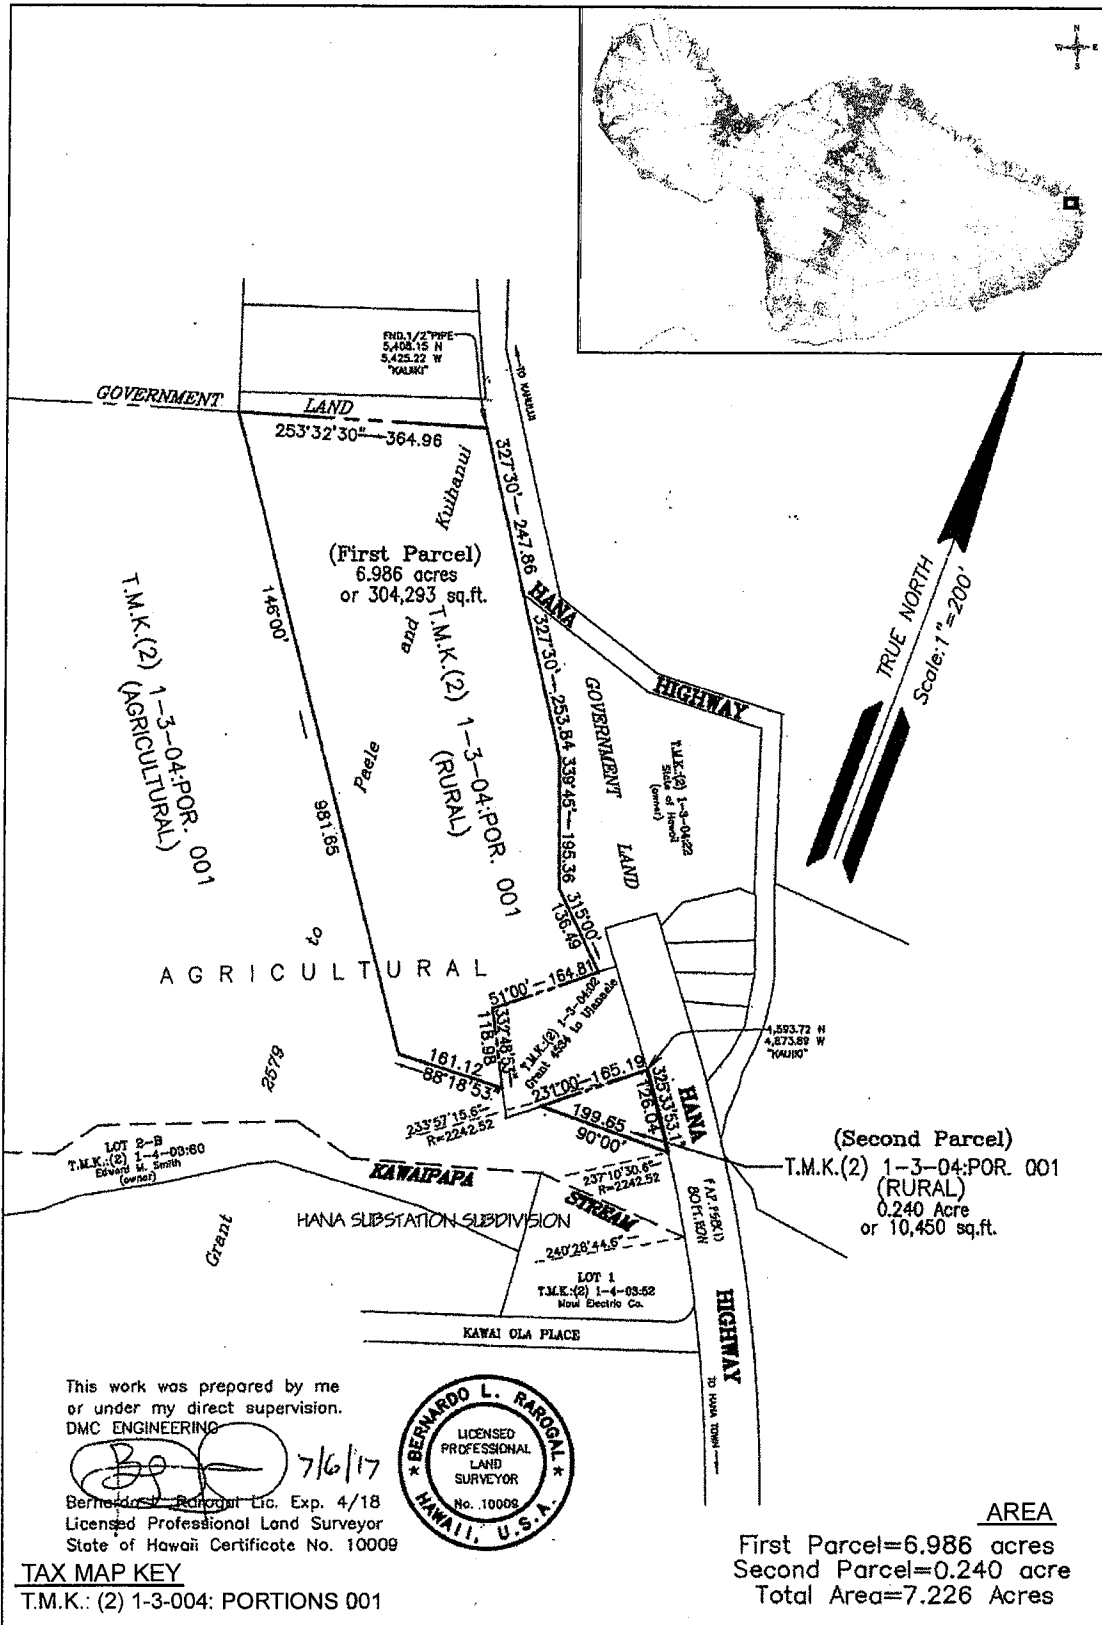 N
W E
S
FND.1/2"PIPE
5,408.15 N
5,425.22 W
"KAUIKI"
TO KAHULUI
GOVERNMENT LAND
253°32'30"—364.96
Kuihanui
327°30'—247.86
(First Parcel)
6.986 acres
or 304,293 sq.ft.
HANA
HIGHWAY
TRUE NORTH
Scale: 1"=200'
146°00'
981.65
T.M.K.(2) 1-3-04:POR. 001
(AGRICULTURAL)
and
T.M.K.(2) 1-3-04:POR. 001
(RURAL)
Paele
327°30'—253.84
339°45'—195.36
315°00'
136.49
GOVERNMENT
LAND
T.M.K.:(2) 1-3-04:22
State of Hawaii
(owner)
to
AGRICULTURAL
51°00'—164.81
332°48'53"
118.98
T.M.K.:(2) 1-3-04:02
Grant 4534 to
4,593.72 N
4,873.89 W
"KAUIKI"
161.12
88°18'53"
231°00'—165.19
325°33'53.1"
126.04
HANA
2579
233°57'15.6"
R=2242.52
199.65
90°00'
(Second Parcel)
T.M.K.(2) 1-3-04:POR. 001
(RURAL)
0.240 Acre
or 10,450 sq.ft.
LOT 2-B
T.M.K.:(2) 1-4-03:60
Edward M. Smith
(owner)
KAWAIPAPA
STREAM
237°10'30.6"
R=2242.52
HANA SUBSTATION SUBDIVISION
Grant
240°28'44.6"
LOT 1
T.M.K.:(2) 1-4-03:52
Maui Electric Co.
HIGHWAY
KAWAI OLA PLACE
TO HANA TOWN
This work was prepared by me
or under my direct supervision.
DMC ENGINEERING
7/6/17
Bernardo L. Rarogal Lic. Exp. 4/18
Licensed Professional Land Surveyor
State of Hawaii Certificate No. 10009
BERNARDO L. RAROGAL
LICENSED
PROFESSIONAL
LAND
SURVEYOR
No. 10009
HAWAII, U.S.A.
TAX MAP KEY
T.M.K.: (2) 1-3-004: PORTIONS 001
AREA
First Parcel=6.986 acres
Second Parcel=0.240 acre
Total Area=7.226 Acres